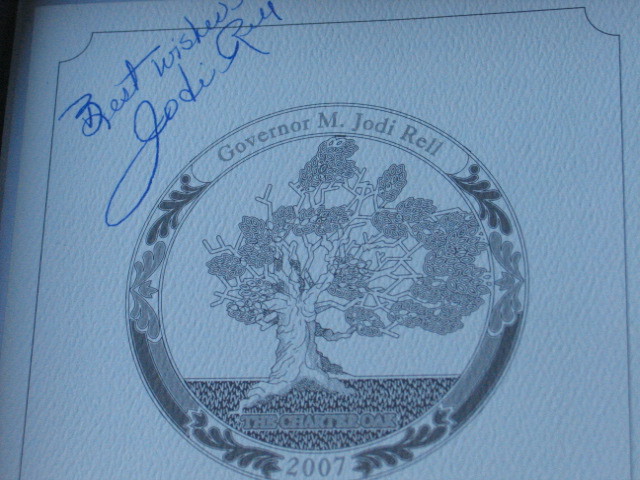 Best wishes
Jodi Rell
Governor M. Jodi Rell
THE CHARTER OAK
2007